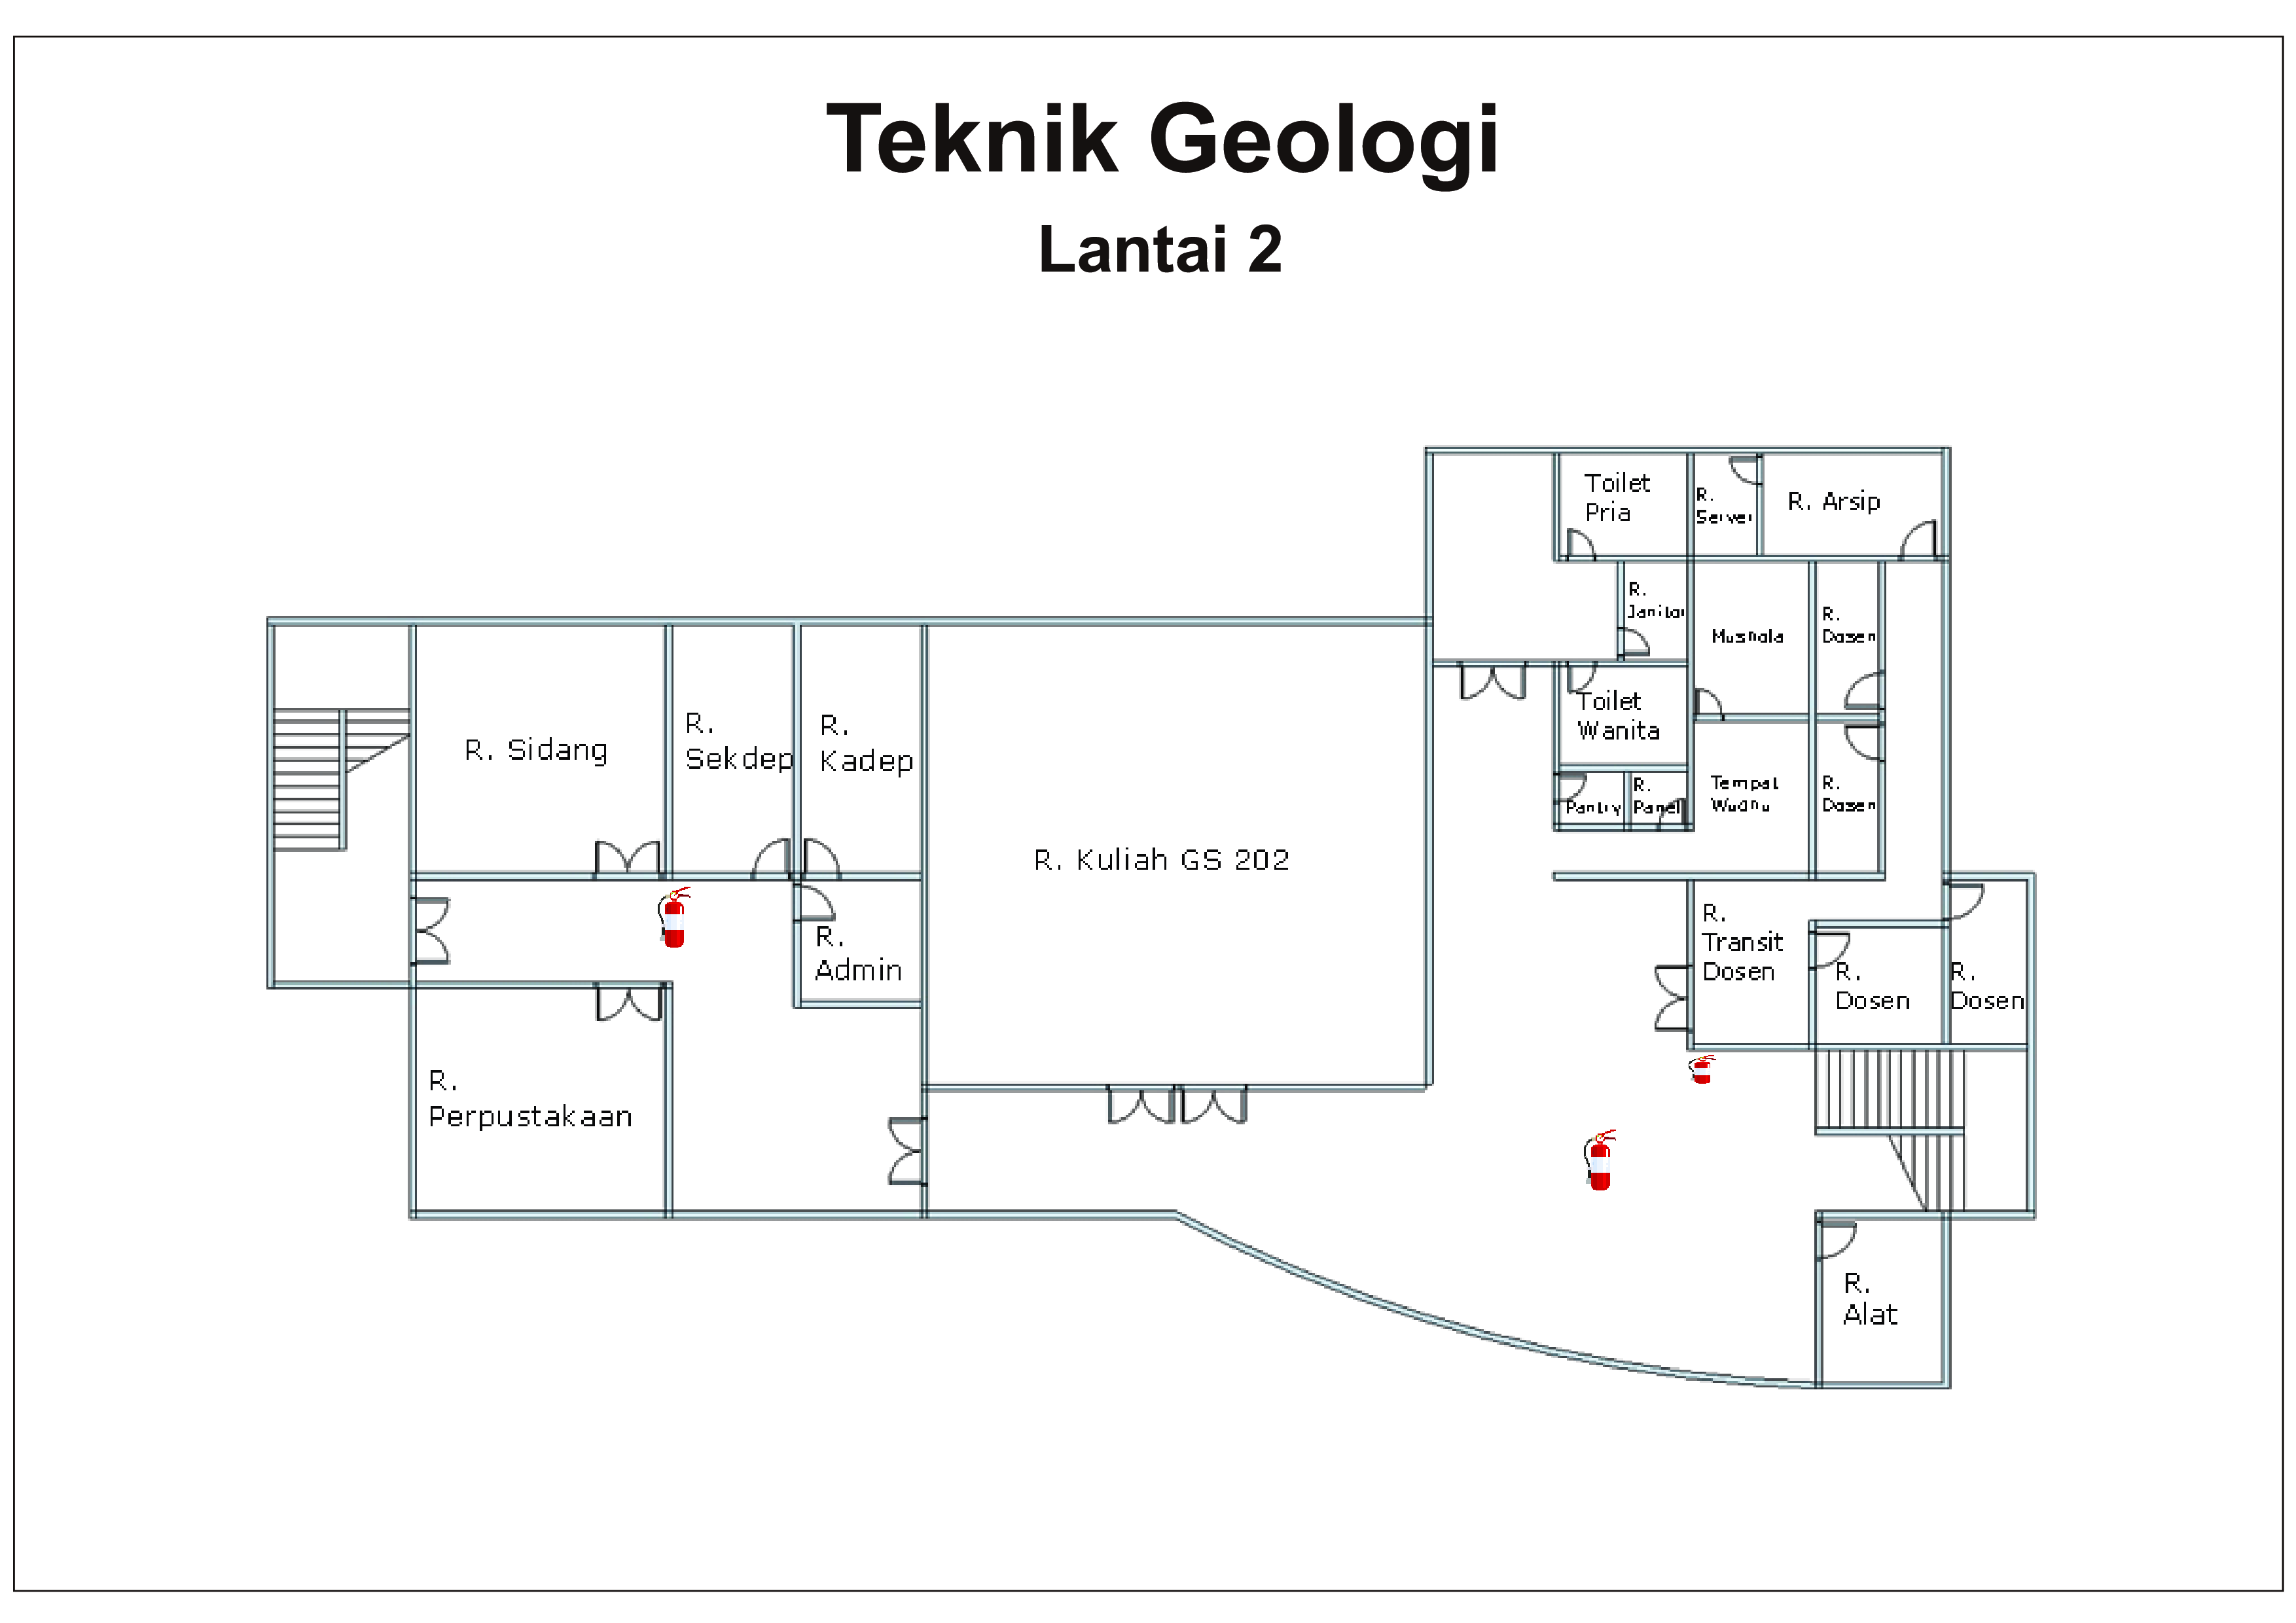 Teknik Geologi
Lantai 2
Toilet
Pria
R.
Server
R. Arsip
R.
Janitor
Mushola
R.
Dosen
R. Sidang
R.
Sekdep
R.
Kadep
Toilet
Wanita
Pantry
R.
Panel
Tempat
Wudhu
R.
Dosen
R. Kuliah GS 202
R.
Admin
R.
Transit
Dosen
R.
Dosen
R.
Dosen
R.
Perpustakaan
R.
Alat